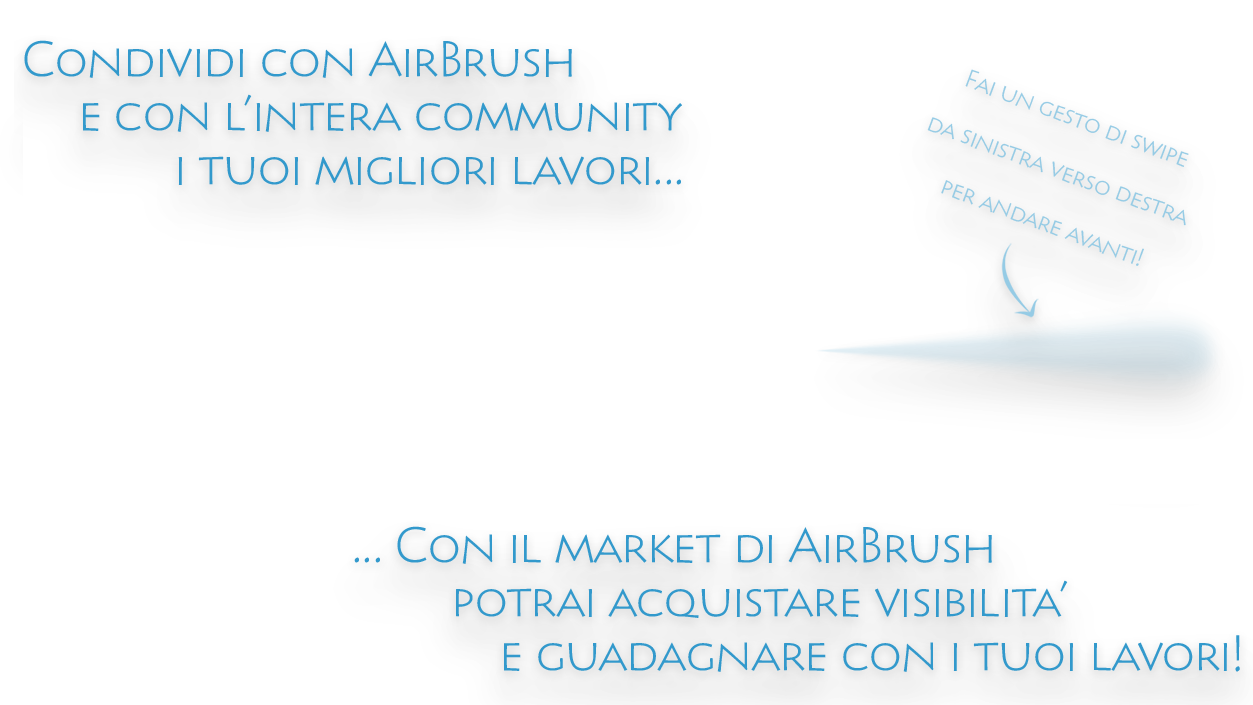 Condividi con AirBrush
e con l'intera community
i tuoi migliori lavori...
Fai un gesto di swipe
da sinistra verso destra
per andare avanti!
... Con il market di AirBrush
potrai acquistare visibilita'
e guadagnare con i tuoi lavori!